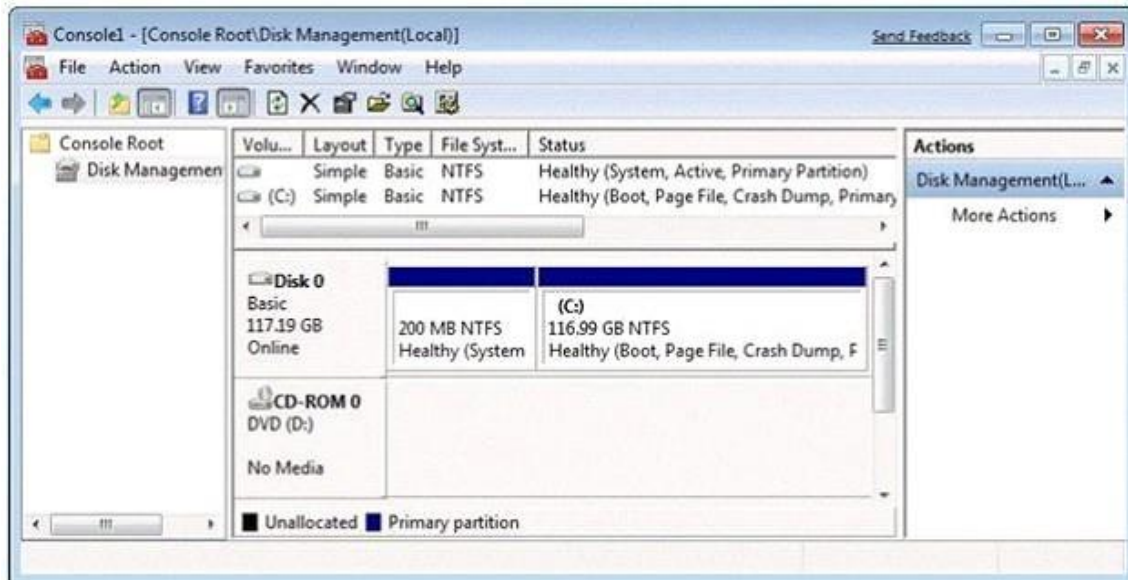 Console1 - [Console Root\Disk Management(Local)]
Send Feedback
File Action View Favorites Window Help
Console Root
Disk Managemen
Volu... Layout Type File Syst... Status
Simple Basic NTFS Healthy (System, Active, Primary Partition)
(C:) Simple Basic NTFS Healthy (Boot, Page File, Crash Dump, Primary
Actions
Disk Management(L...
More Actions
Disk 0
Basic
117.19 GB
Online
200 MB NTFS
Healthy (System
(C:)
116.99 GB NTFS
Healthy (Boot, Page File, Crash Dump, F
CD-ROM 0
DVD (D:)
No Media
Unallocated Primary partition